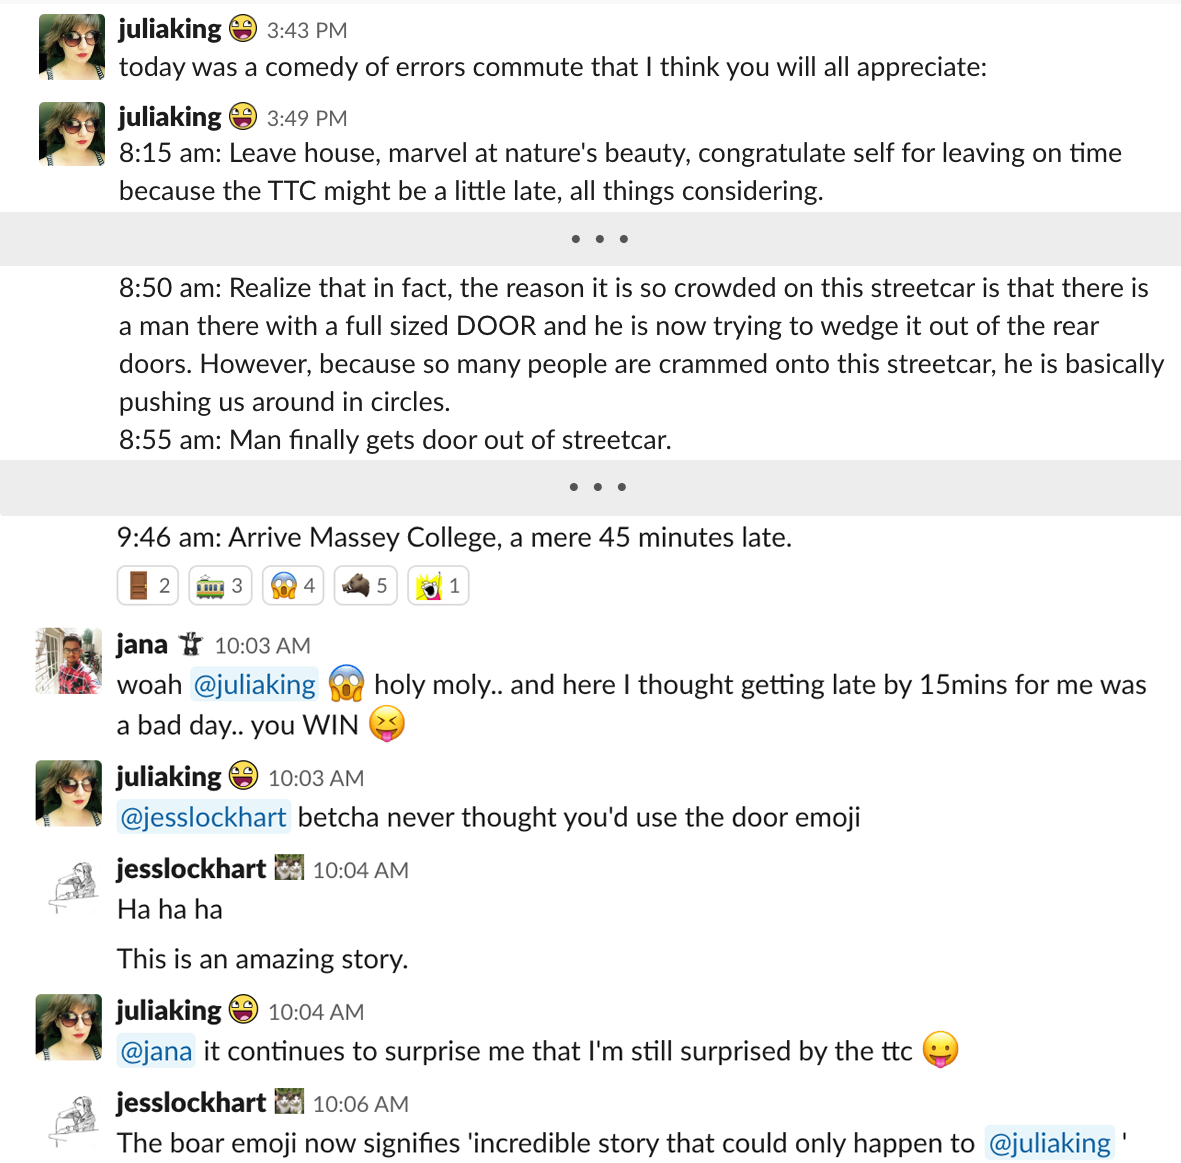 juliaking 3:43 PM
today was a comedy of errors commute that I think you will all appreciate:
juliaking 3:49 PM
8:15 am: Leave house, marvel at nature's beauty, congratulate self for leaving on time
because the TTC might be a little late, all things considering.
8:50 am: Realize that in fact, the reason it is so crowded on this streetcar is that there is
a man there with a full sized DOOR and he is now trying to wedge it out of the rear
doors. However, because so many people are crammed onto this streetcar, he is basically
pushing us around in circles.
8:55 am: Man finally gets door out of streetcar.
9:46 am: Arrive Massey College, a mere 45 minutes late.
2 3 4 5 1
jana 10:03 AM
woah @juliaking holy moly.. and here I thought getting late by 15mins for me was
a bad day.. you WIN
juliaking 10:03 AM
@jesslockhart betcha never thought you'd use the door emoji
jesslockhart 10:04 AM
Ha ha ha
This is an amazing story.
juliaking 10:04 AM
@jana it continues to surprise me that I'm still surprised by the ttc
jesslockhart 10:06 AM
The boar emoji now signifies 'incredible story that could only happen to @juliaking '